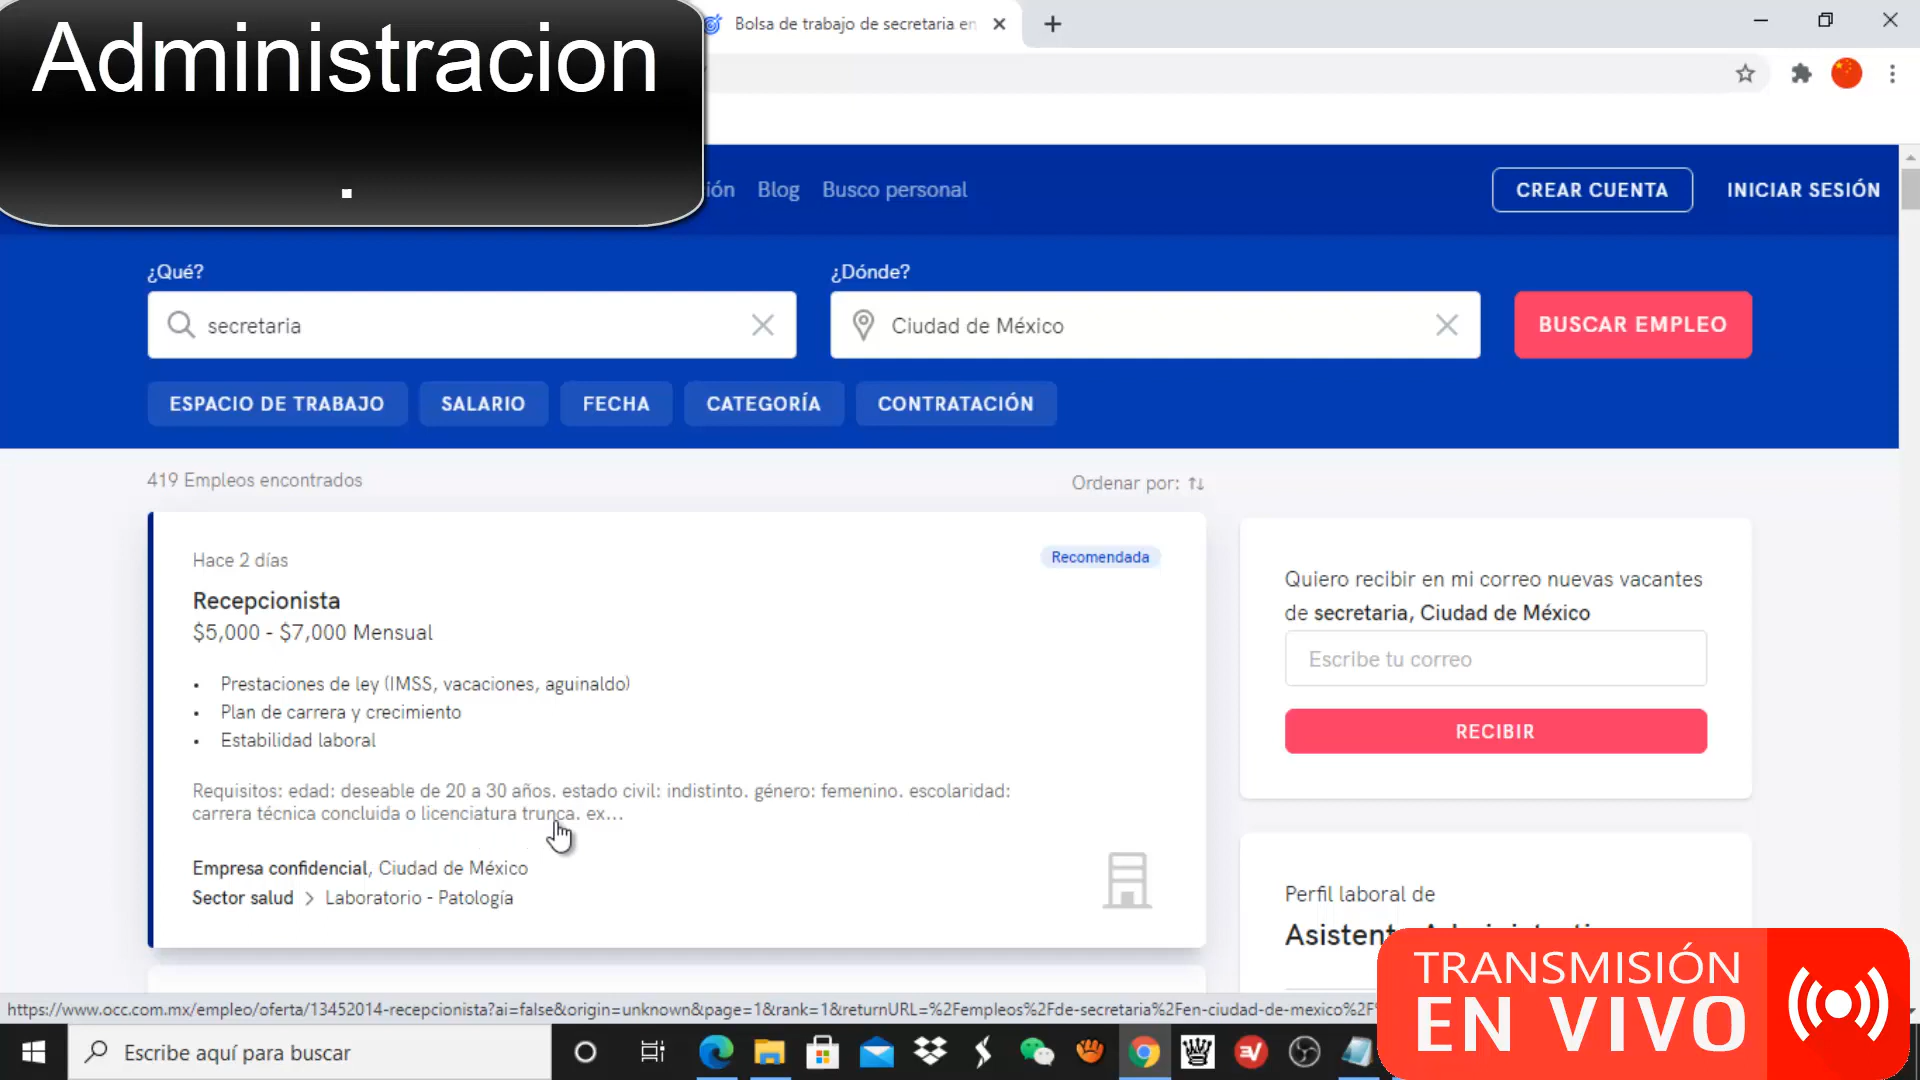 Administracion
.
Bolsa de trabajo de secretaria en
ión
Blog
Busco personal
CREAR CUENTA
INICIAR SESIÓN
¿Qué?
¿Dónde?
secretaria
Ciudad de México
BUSCAR EMPLEO
ESPACIO DE TRABAJO
SALARIO
FECHA
CATEGORÍA
CONTRATACIÓN
419 Empleos encontrados
Ordenar por:
Hace 2 días
Recomendada
Recepcionista
$5,000 - $7,000 Mensual
• Prestaciones de ley (IMSS, vacaciones, aguinaldo)
• Plan de carrera y crecimiento
• Estabilidad laboral
Requisitos: edad: deseable de 20 a 30 años. estado civil: indistinto. género: femenino. escolaridad:
carrera técnica concluida o licenciatura trunca. ex...
Empresa confidencial, Ciudad de México
Sector salud > Laboratorio - Patología
Quiero recibir en mi correo nuevas vacantes
de secretaria, Ciudad de México
Escribe tu correo
RECIBIR
Perfil laboral de
TRANSMISIÓN
EN VIVO
https://www.occ.com.mx/empleo/oferta/13452014-recepcionista?ai=false&origin=unknown&page=1&rank=1&returnURL=%2Fempleos%2Fde-secretaria%2Fen-ciudad-de-mexico%2F
Escribe aquí para buscar